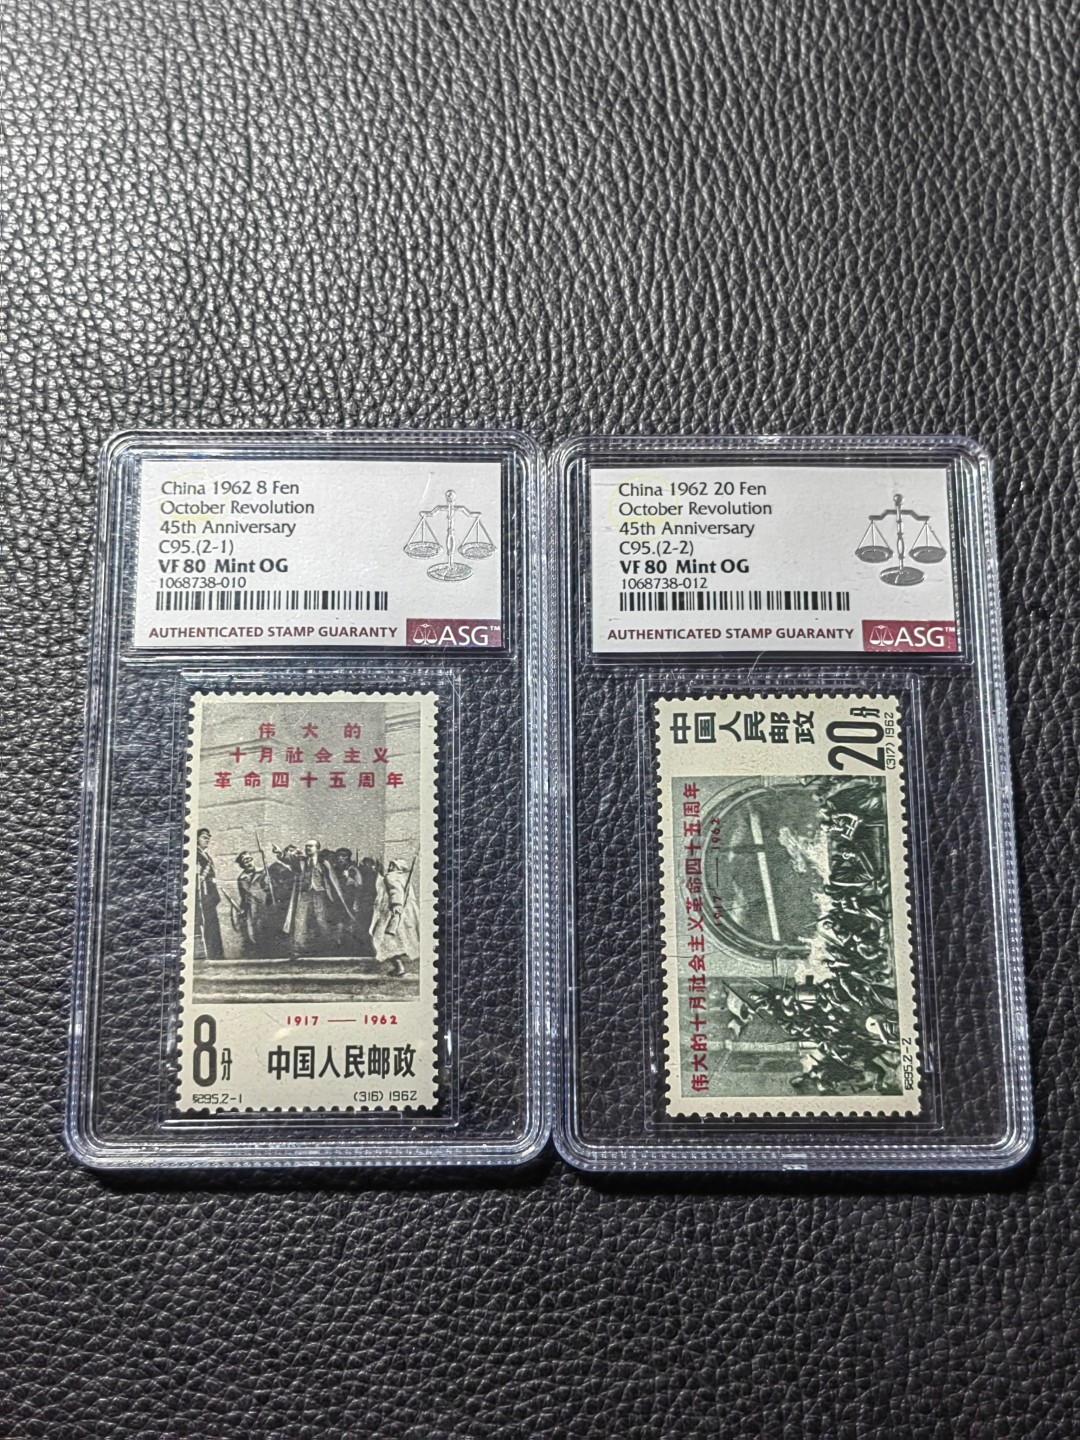 China 1962 8 Fen
October Revolution
45th Anniversary
C95.(2-1)
VF 80 Mint OG
1068738-010
AUTHENTICATED STAMP GUARANTY
ASG™
伟大的
十月社会主义
革命四十五周年
1917 — 1962
8分
中国人民邮政
纪95.2-1
(316) 1962
China 1962 20 Fen
October Revolution
45th Anniversary
C95.(2-2)
VF 80 Mint OG
1068738-012
AUTHENTICATED STAMP GUARANTY
ASG™
中国人民邮政
20分
(317) 1962
伟大的十月社会主义革命四十五周年
1917 — 1962
纪95.2-2